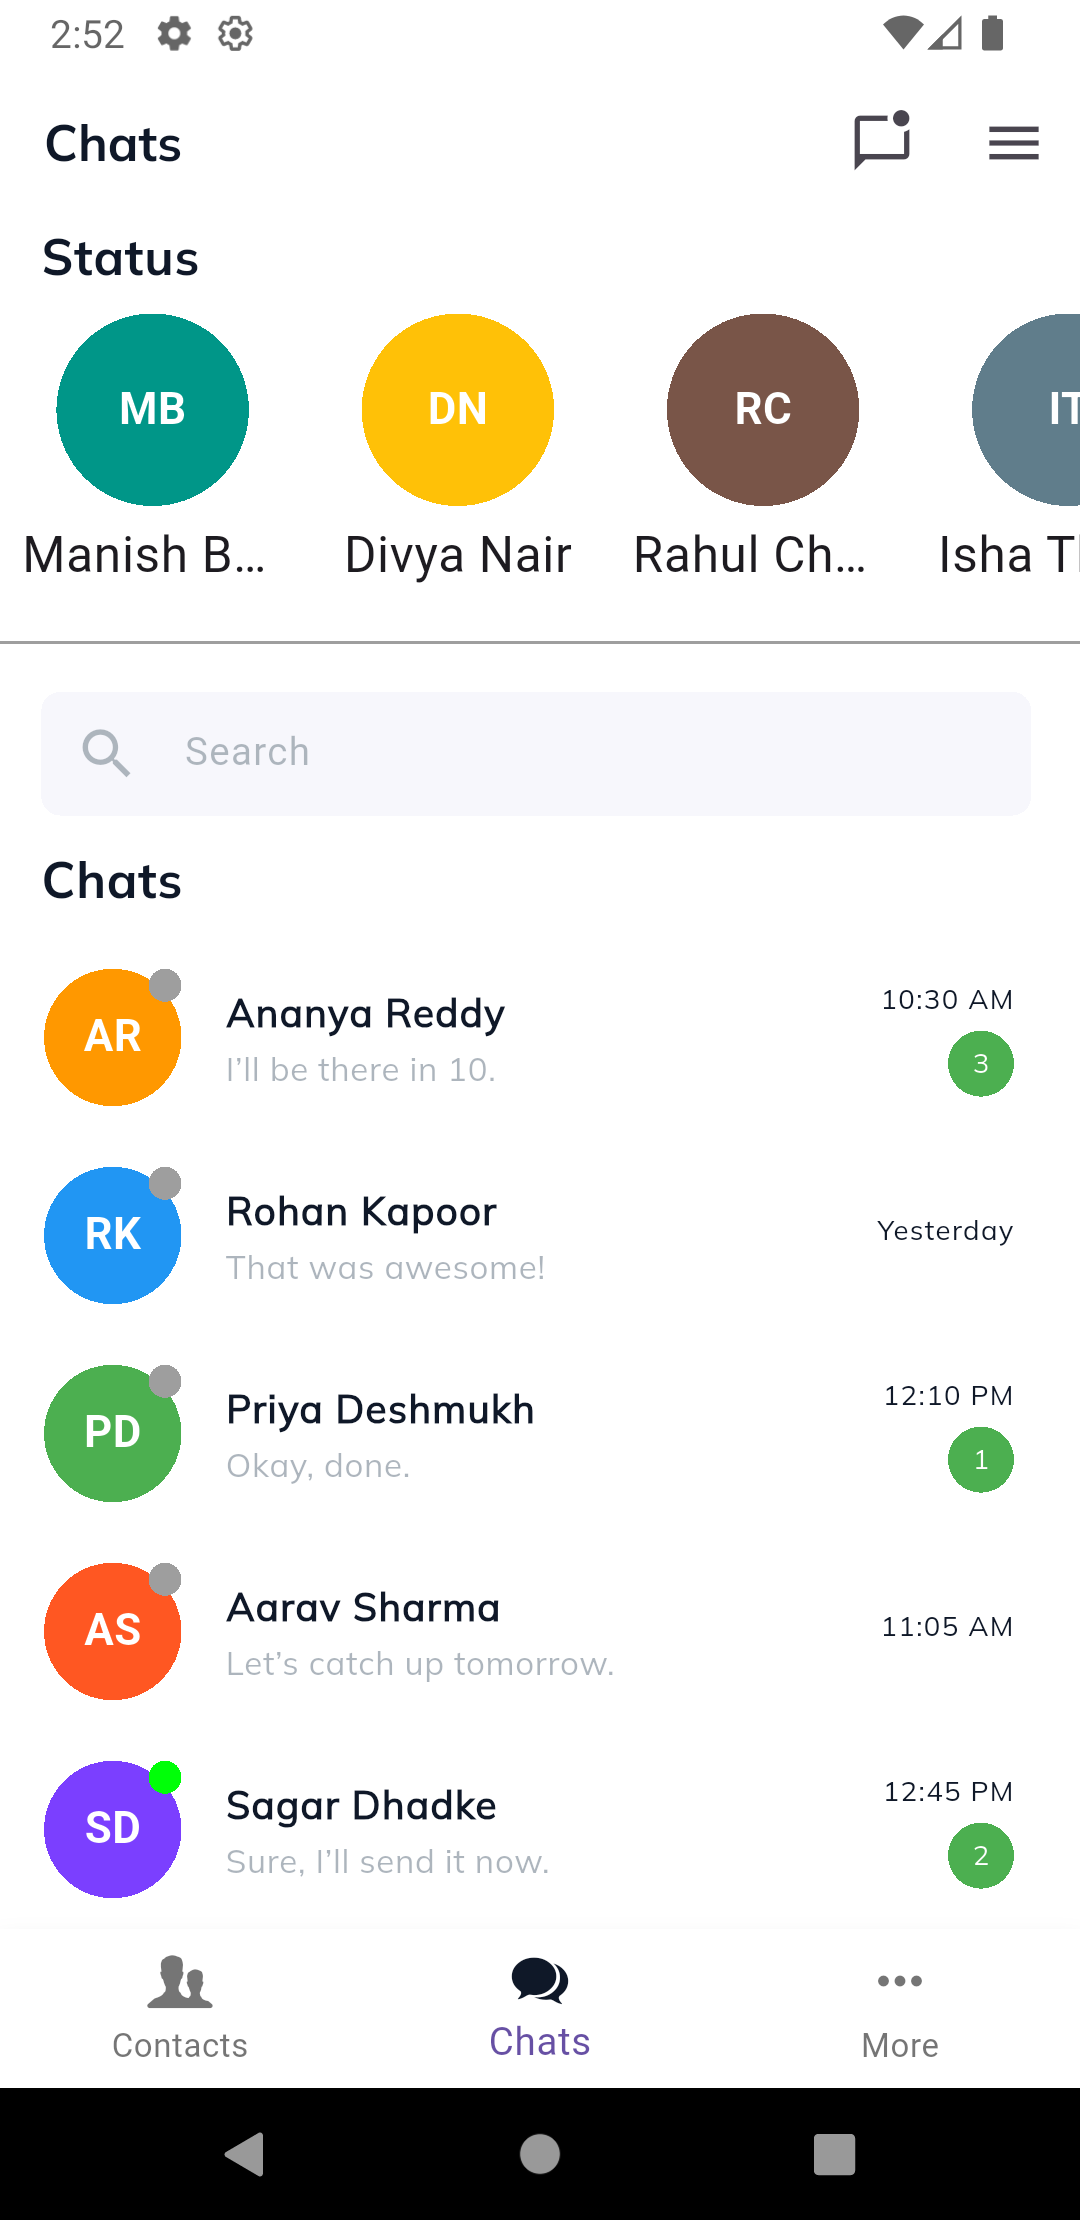 2:52
Chats
Status
MB
DN
RC
IT
Manish B...
Divya Nair
Rahul Ch...
Isha T
Search
Chats
AR
Ananya Reddy
10:30 AM
I'll be there in 10.
3
RK
Rohan Kapoor
Yesterday
That was awesome!
PD
Priya Deshmukh
12:10 PM
Okay, done.
1
AS
Aarav Sharma
11:05 AM
Let's catch up tomorrow.
SD
Sagar Dhadke
12:45 PM
Sure, I'll send it now.
2
Contacts
Chats
More